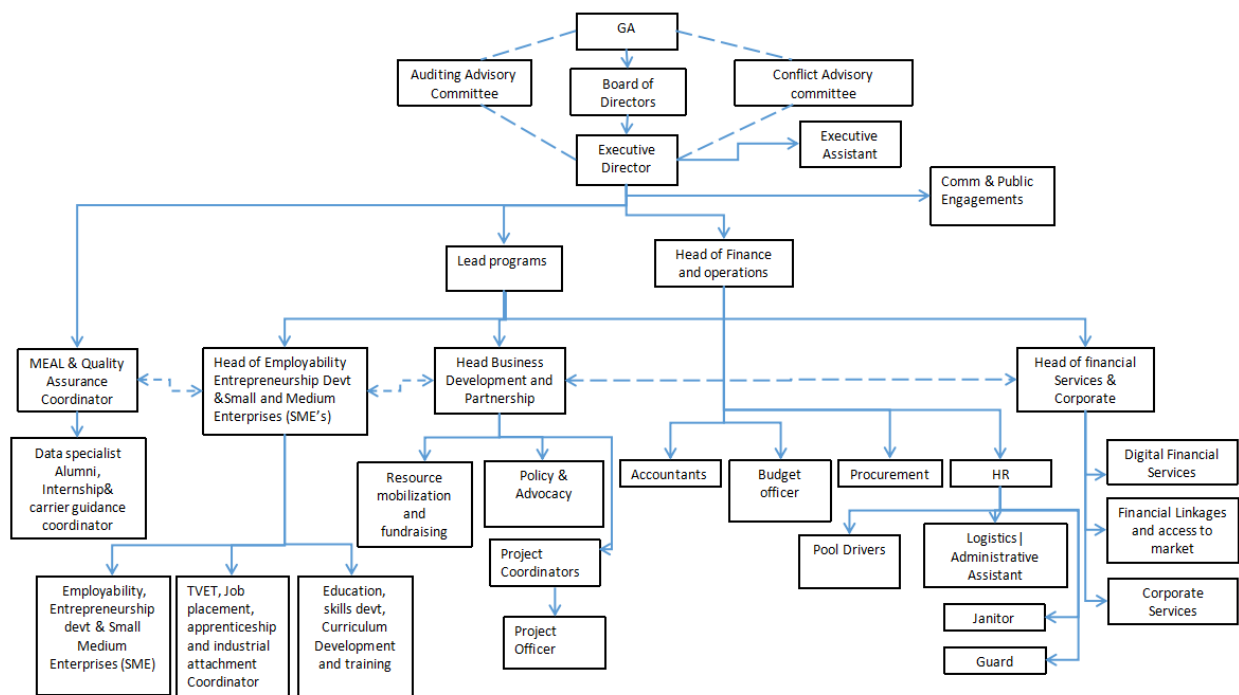 GA
Auditing Advisory
Committee
Board of
Directors
Conflict Advisory
committee
Executive
Director
Executive
Assistant
Comm & Public
Engagements
Lead programs
Head of Finance
and operations
MEAL & Quality
Assurance
Coordinator
Head of Employability
Entrepreneurship Devt
&Small and Medium
Enterprises (SME's)
Head Business
Development and
Partnership
Head of financial
Services &
Corporate
Data specialist
Alumni,
Internship&
carrier guidance
coordinator
Resource
mobilization
and
fundraising
Policy &
Advocacy
Accountants
Budget
officer
Procurement
HR
Digital Financial
Services
Financial Linkages
and access to
market
Corporate
Services
Pool Drivers
Logistics|
Administrative
Assistant
Janitor
Guard
Project
Coordinators
Project
Officer
Employability,
Entrepreneurship
devt & Small
Medium
Enterprises (SME)
TVET, Job
placement,
apprenticeship
and industrial
attachment
Coordinator
Education,
skills devt,
Curriculum
Development
and training